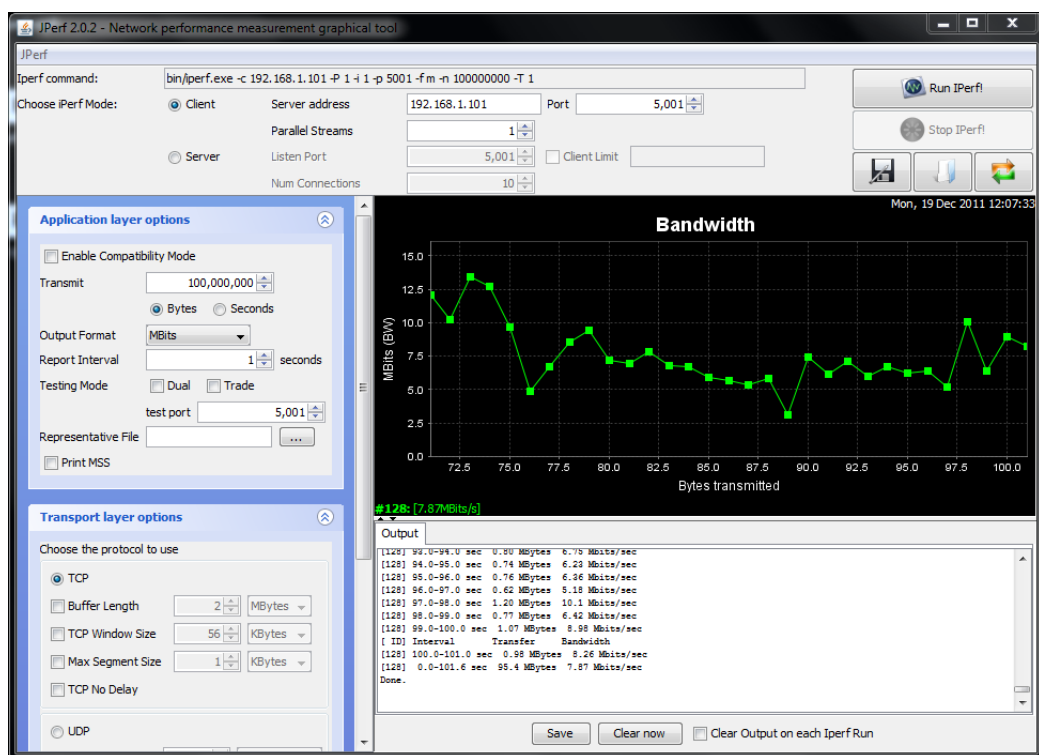 JPerf 2.0.2 - Network performance measurement graphical tool
JPerf
Iperf command: bin/iperf.exe -c 192.168.1.101 -P 1 -i 1 -p 5001 -f m -n 100000000 -T 1
Run IPerf!
Choose iPerf Mode: Client Server address 192.168.1.101 Port 5,001
Parallel Streams 1
Stop IPerf!
Server Listen Port 5,001 Client Limit
Num Connections 10
Application layer options
Enable Compatibility Mode
Transmit 100,000,000
Bytes Seconds
Output Format MBits
Report Interval 1 seconds
Testing Mode Dual Trade
test port 5,001
Representative File ...
Print MSS
Transport layer options
Choose the protocol to use
TCP
Buffer Length 2 MBytes
TCP Window Size 56 KBytes
Max Segment Size 1 KBytes
TCP No Delay
UDP
Mon, 19 Dec 2011 12:07:33
Bandwidth
MBits (BW)
15.0
12.5
10.0
7.5
5.0
2.5
0.0
72.5 75.0 77.5 80.0 82.5 85.0 87.5 90.0 92.5 95.0 97.5 100.0
Bytes transmitted
#128: [7.87MBits/s]
Output
[128] 93.0-94.0 sec 0.80 MBytes 6.75 Mbits/sec
[128] 94.0-95.0 sec 0.74 MBytes 6.23 Mbits/sec
[128] 95.0-96.0 sec 0.76 MBytes 6.36 Mbits/sec
[128] 96.0-97.0 sec 0.62 MBytes 5.18 Mbits/sec
[128] 97.0-98.0 sec 1.20 MBytes 10.1 Mbits/sec
[128] 98.0-99.0 sec 0.77 MBytes 6.42 Mbits/sec
[128] 99.0-100.0 sec 1.07 MBytes 8.98 Mbits/sec
[ ID] Interval Transfer Bandwidth
[128] 100.0-101.0 sec 0.98 MBytes 8.26 Mbits/sec
[128] 0.0-101.6 sec 95.4 MBytes 7.87 Mbits/sec
Done.
Save Clear now Clear Output on each Iperf Run